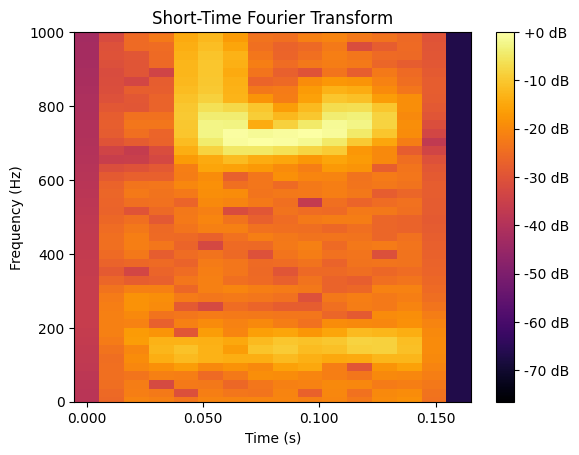 Short-Time Fourier Transform
1000
800
600
400
200
0
Frequency (Hz)
0.000
0.050
0.100
0.150
Time (s)
+0 dB
-10 dB
-20 dB
-30 dB
-40 dB
-50 dB
-60 dB
-70 dB